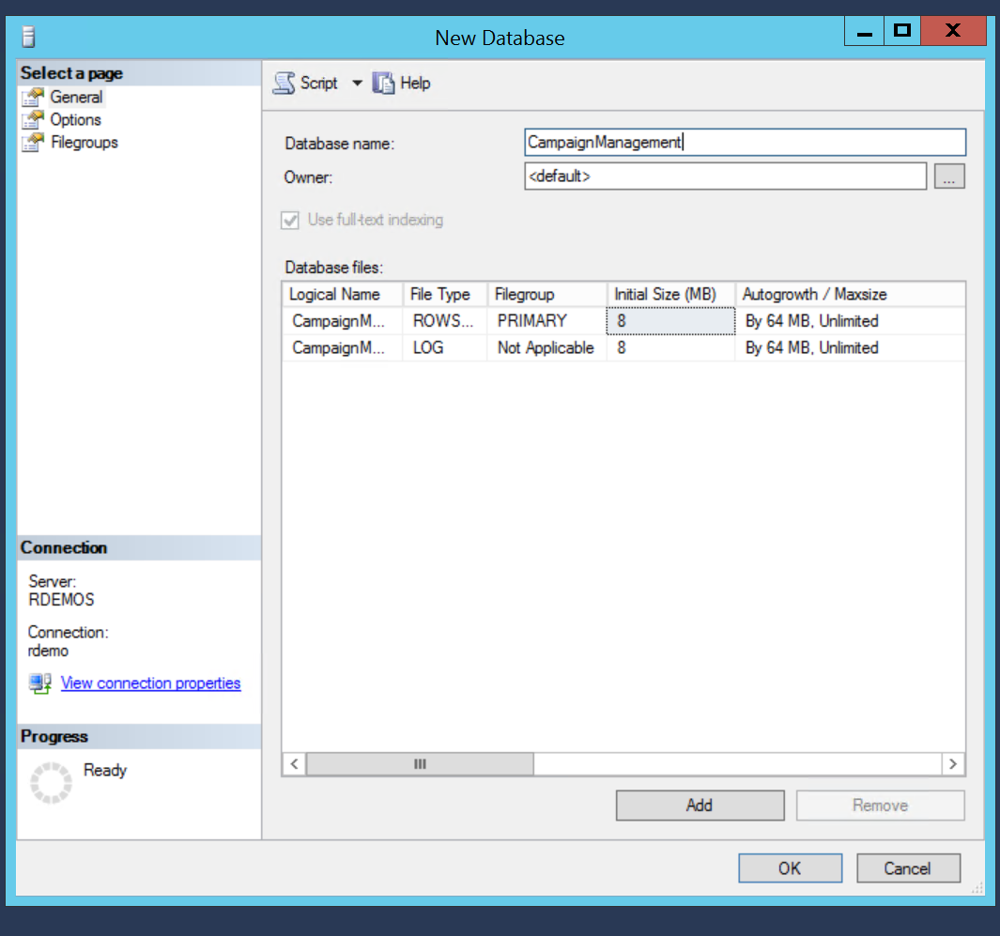 New Database
Select a page
General
Options
Filegroups
Script
Help
Database name:
CampaignManagement
Owner:
<default>
...
Use full-text indexing
Database files:
Logical Name File Type Filegroup Initial Size (MB) Autogrowth / Maxsize
CampaignM... ROWS... PRIMARY 8 By 64 MB, Unlimited
CampaignM... LOG Not Applicable 8 By 64 MB, Unlimited
Connection
Server:
RDEMOS
Connection:
rdemo
View connection properties
Progress
Ready
Add
Remove
OK
Cancel